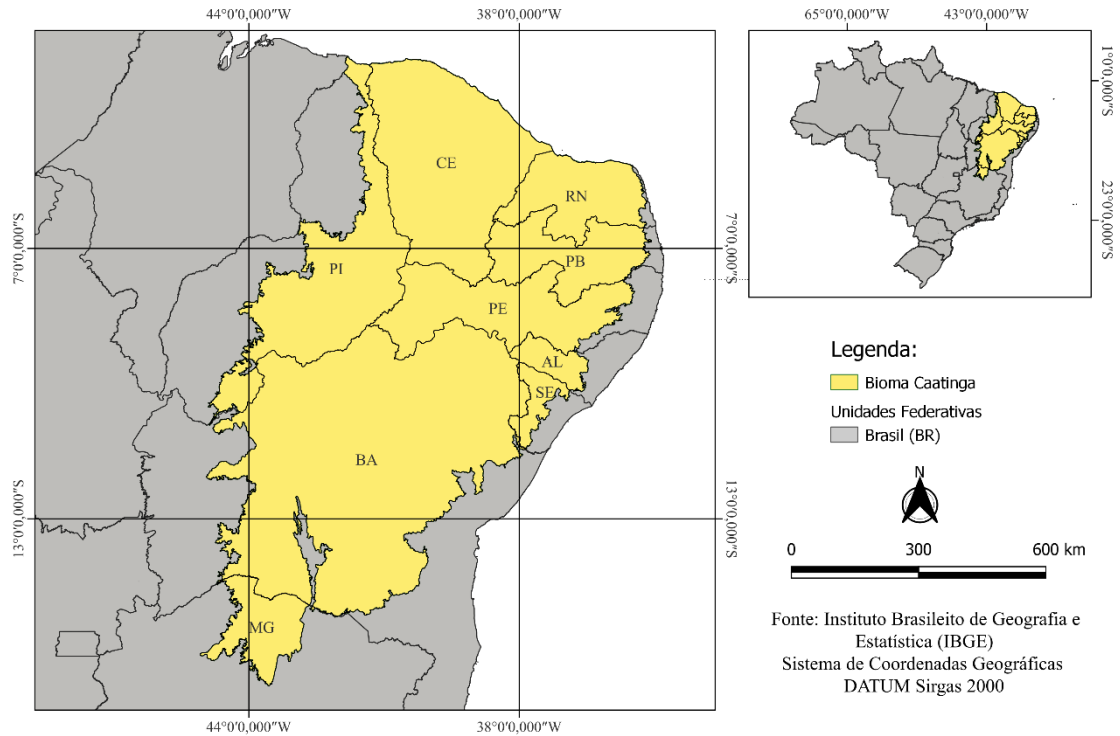 44°0′0,000″W 38°0′0,000″W
65°0′0,000″W 43°0′0,000″W
CE
RN
PI
PB
PE
AL
SE
BA
MG
7°0′0,000″S
13°0′0,000″S
7°0′0,000″S
13°0′0,000″S
44°0′0,000″W 38°0′0,000″W
1°0′0,000″S
23°0′0,000″S
Legenda:
Bioma Caatinga
Unidades Federativas
Brasil (BR)
N
0 300 600 km
Fonte: Instituto Brasileito de Geografia e
Estatística (IBGE)
Sistema de Coordenadas Geográficas
DATUM Sirgas 2000